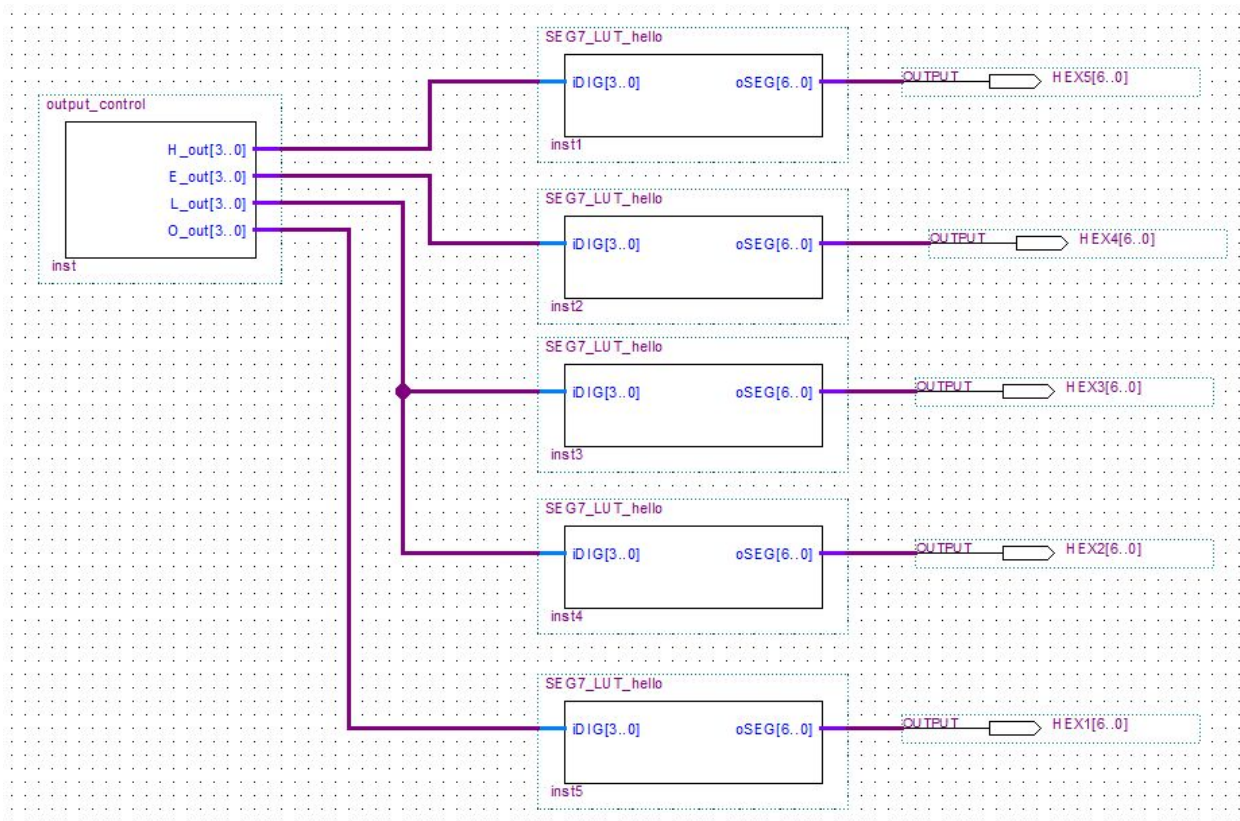 SEG7_LUT_hello
iDIG[3..0] oSEG[6..0]
OUTPUT HEX5[6..0]
inst1
output_control
H_out[3..0]
E_out[3..0]
L_out[3..0]
O_out[3..0]
inst
SEG7_LUT_hello
iDIG[3..0] oSEG[6..0]
OUTPUT HEX4[6..0]
inst2
SEG7_LUT_hello
iDIG[3..0] oSEG[6..0]
OUTPUT HEX3[6..0]
inst3
SEG7_LUT_hello
iDIG[3..0] oSEG[6..0]
OUTPUT HEX2[6..0]
inst4
SEG7_LUT_hello
iDIG[3..0] oSEG[6..0]
OUTPUT HEX1[6..0]
inst5